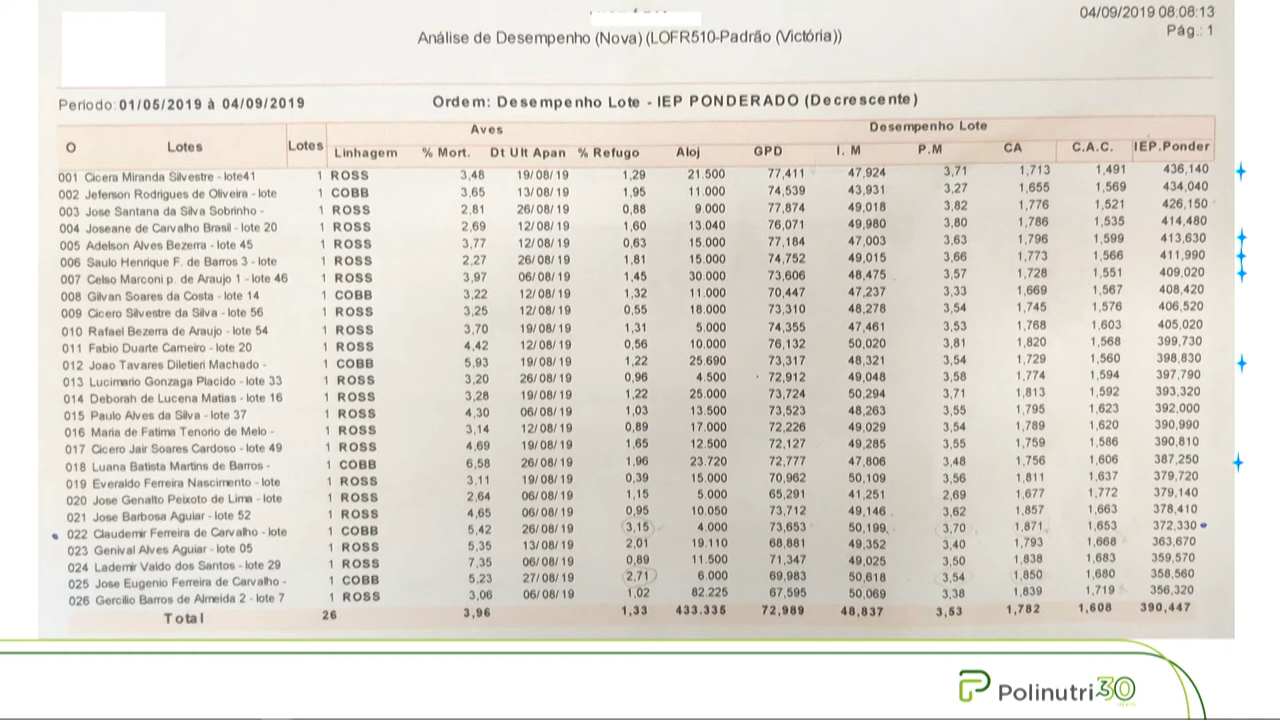 04/09/2019 08:08:13
Análise de Desempenho (Nova) (LOFR510-Padrão (Victória))
Pág.: 1
Período: 01/05/2019 à 04/09/2019 Ordem: Desempenho Lote - IEP PONDERADO (Decrescente)
Aves Desempenho Lote
O Lotes Lotes Linhagem % Mort. Dt Ult Apan % Refugo Aloj GPD I. M P.M CA C.A.C. IEP.Ponder
001 Cicera Miranda Silvestre - lote41 1 ROSS 3,48 19/08/19 1,29 21.500 77,411 47,924 3,71 1,713 1,491 436,140
002 Jeferson Rodrigues de Oliveira - lote 1 COBB 3,65 13/08/19 1,95 11.000 74,539 43,931 3,27 1,655 1,569 434,040
003 Jose Santana da Silva Sobrinho - 1 ROSS 2,81 26/08/19 0,88 9.000 77,874 49,018 3,82 1,776 1,521 426,150
004 Joseane de Carvalho Brasil - lote 20 1 ROSS 2,69 12/08/19 1,60 13.040 76,071 49,980 3,80 1,786 1,535 414,480
005 Adelson Alves Bezerra - lote 45 1 ROSS 3,77 12/08/19 0,63 15.000 77,184 47,003 3,63 1,796 1,599 413,630
006 Saulo Henrique F. de Barros 3 - lote 1 ROSS 2,27 26/08/19 1,81 15.000 74,752 49,015 3,66 1,773 1,566 411,990
007 Celso Marconi p. de Araujo 1 - lote 46 1 ROSS 3,97 06/08/19 1,45 30.000 73,606 48,475 3,57 1,728 1,551 409,020
008 Gilvan Soares da Costa - lote 14 1 COBB 3,22 12/08/19 1,32 11.000 70,447 47,237 3,33 1,669 1,567 408,420
009 Cicero Silvestre da Silva - lote 56 1 ROSS 3,25 12/08/19 0,55 18.000 73,310 48,278 3,54 1,745 1,576 406,520
010 Rafael Bezerra de Araujo - lote 54 1 ROSS 3,70 19/08/19 1,31 5.000 74,355 47,461 3,53 1,768 1,603 405,020
011 Fabio Duarte Carneiro - lote 20 1 ROSS 4,42 12/08/19 0,56 10.000 76,132 50,020 3,81 1,820 1,568 399,730
012 Joao Tavares Diletieri Machado - 1 COBB 5,93 19/08/19 1,22 25.690 73,317 48,321 3,54 1,729 1,560 398,830
013 Lucimario Gonzaga Placido - lote 33 1 ROSS 3,20 26/08/19 0,96 4.500 72,912 49,048 3,58 1,774 1,594 397,790
014 Deborah de Lucena Matias - lote 16 1 ROSS 3,28 19/08/19 1,22 25.000 73,724 50,294 3,71 1,813 1,592 393,320
015 Paulo Alves da Silva - lote 37 1 ROSS 4,30 06/08/19 1,03 13.500 73,523 48,263 3,55 1,795 1,623 392,000
016 Maria de Fatima Tenorio de Melo - 1 ROSS 3,14 12/08/19 0,89 17.000 72,226 49,029 3,54 1,789 1,620 390,990
017 Cicero Jair Soares Cardoso - lote 49 1 ROSS 4,69 19/08/19 1,65 12.500 72,127 49,285 3,55 1,759 1,586 390,810
018 Luana Batista Martins de Barros - 1 COBB 6,58 26/08/19 1,96 23.720 72,777 47,806 3,48 1,756 1,606 387,250
019 Everaldo Ferreira Nascimento - lote 1 ROSS 3,11 19/08/19 0,39 15.000 70,962 50,109 3,56 1,811 1,637 379,720
020 Jose Genalto Peixoto de Lima - lote 1 ROSS 2,64 06/08/19 1,15 5.000 65,291 41,251 2,69 1,677 1,772 379,140
021 Jose Barbosa Aguiar - lote 52 1 ROSS 4,65 06/08/19 0,95 10.050 73,712 49,146 3,62 1,857 1,663 378,410
022 Claudemir Ferreira de Carvalho - lote 1 COBB 5,42 26/08/19 3,15 4.000 73,653 50,199 3,70 1,871 1,653 372,330
023 Genival Alves Aguiar - lote 05 1 ROSS 5,35 13/08/19 2,01 19.110 68,881 49,352 3,40 1,793 1,668 363,670
024 Lademir Valdo dos Santos - lote 29 1 ROSS 7,35 06/08/19 0,89 11.500 71,347 49,025 3,50 1,838 1,683 359,570
025 Jose Eugenio Ferreira de Carvalho - 1 COBB 5,23 27/08/19 2,71 6.000 69,983 50,618 3,54 1,850 1,680 358,560
026 Gercilio Barros de Almeida 2 - lote 7 1 ROSS 3,06 06/08/19 1,02 82.225 67,595 50,069 3,38 1,839 1,719 356,320
Total 26 3,96 1,33 433.335 72,989 48,837 3,53 1,782 1,608 390,447
Polinutri 30